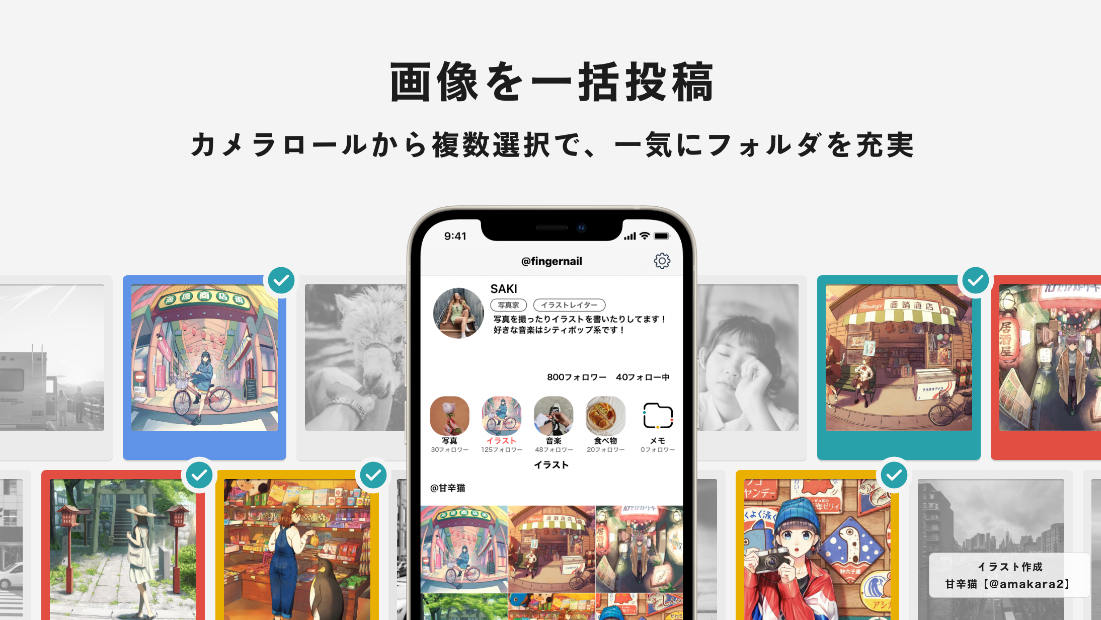 画像を一括投稿
カメラロールから複数選択で、一気にフォルダを充実
9:41
@fingernail
SAKI
写真家
イラストレイター
写真を撮ったりイラストを書いたりしてます！
好きな音楽はシティポップ系です！
800フォロワー 40フォロー中
写真
30フォロワー
イラスト
125フォロワー
音楽
48フォロワー
食べ物
20フォロワー
メモ
0フォロワー
イラスト
@甘辛猫
居酒屋
イラスト作成
甘辛猫【@amakara2】